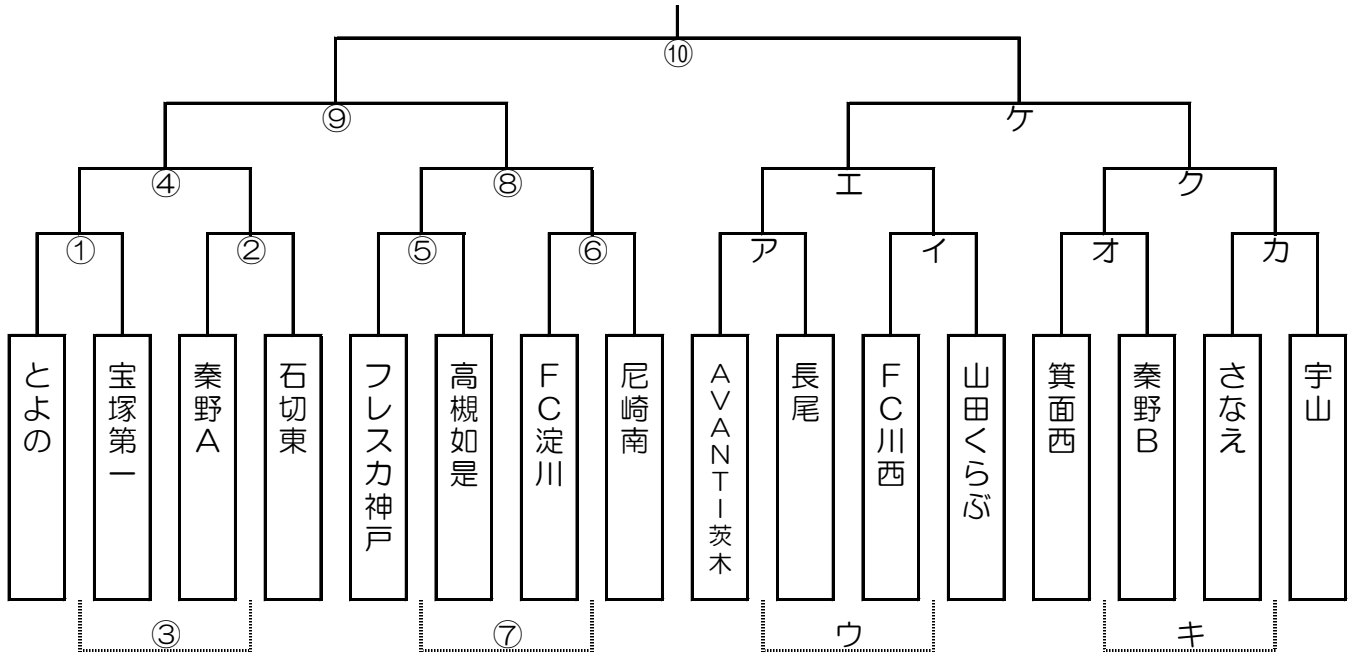 ⑩
⑨
ケ
④
⑧
エ
ク
①
②
⑤
⑥
ア
イ
オ
カ
とよの
宝塚第一
秦野A
石切東
フレスカ神戸
高槻如是
FC淀川
尼崎南
AVANTI茨木
長尾
FC川西
山田くらぶ
箕面西
秦野B
さなえ
宇山
③
⑦
ウ
キ